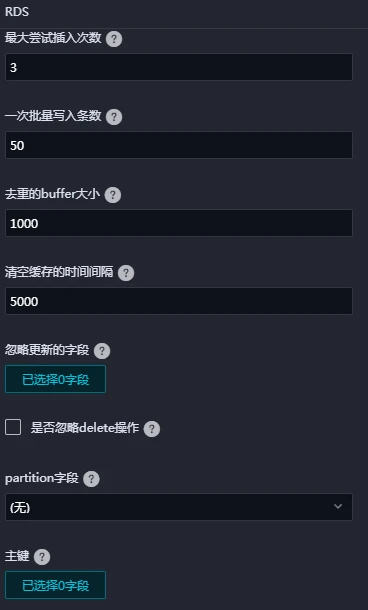 RDS
最大尝试插入次数 ?
3
一次批量写入条数 ?
50
去重的buffer大小 ?
1000
清空缓存的时间间隔 ?
5000
忽略更新的字段 ?
已选择0字段
是否忽略delete操作 ?
partition字段 ?
(无)
主键 ?
已选择0字段